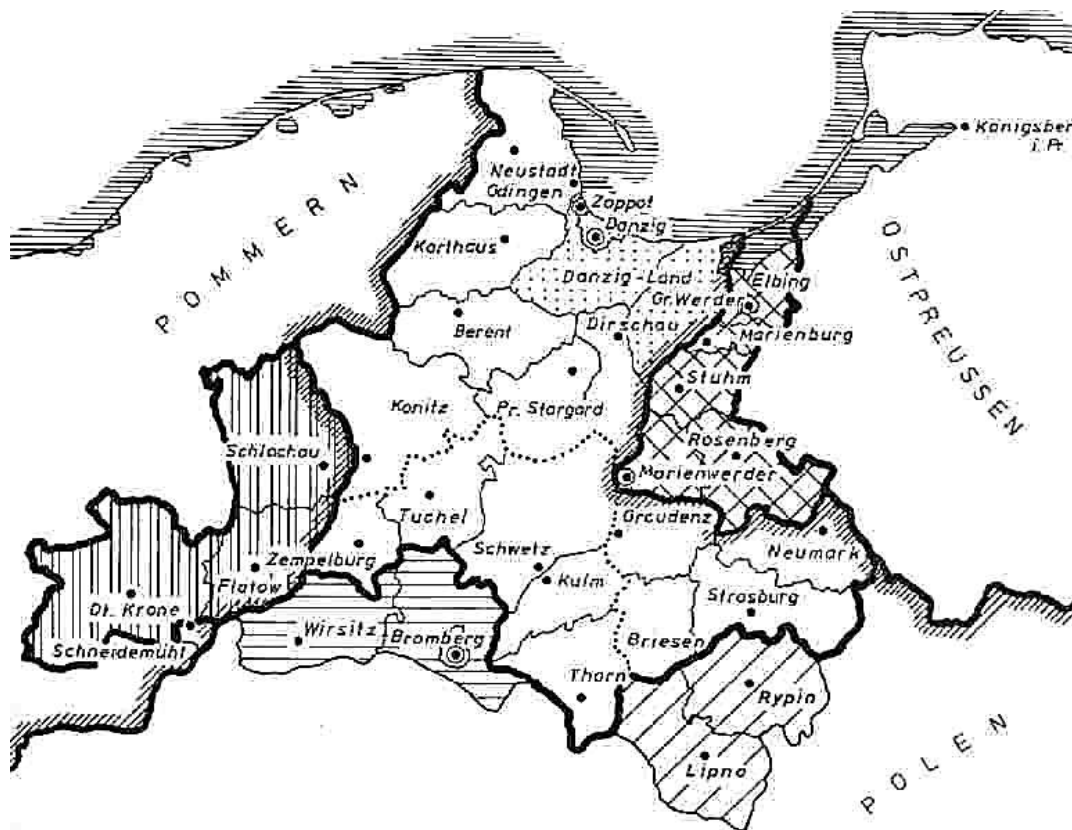 Königsberg
i. Pr.
POMMERN
Neustadt
Gdingen
Zoppot
Danzig
OSTPREUSSEN
Karthaus
Danzig-Land
Elbing
Gr. Werder
Berent
Dirschau
Marienburg
Stuhm
Konitz
Pr. Stargard
Schlochau
Rosenberg
Marienwerder
Tuchel
Graudenz
Zempelburg
Schwetz
Neumark
Flatow
Kulm
Dt. Krone
Strasburg
Schneidemühl
Wirsitz
Bromberg
Briesen
Thorn
Rypin
Lipno
POLEN